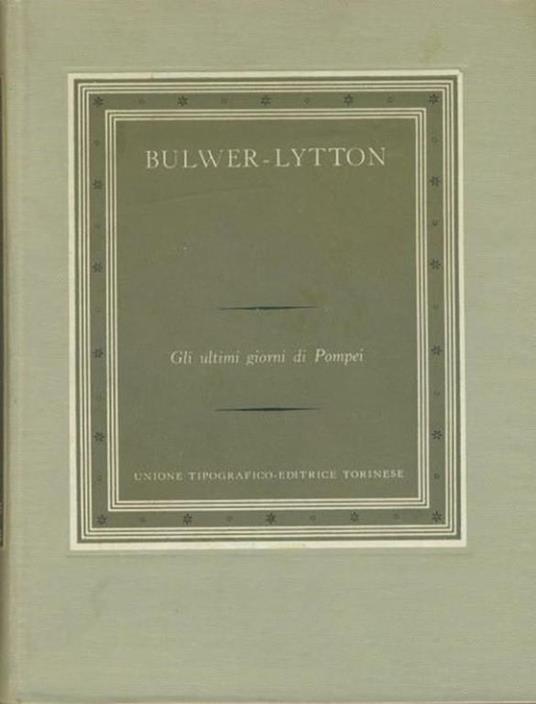 BULWER-LYTTON
Gli ultimi giorni di Pompei
UNIONE TIPOGRAFICO-EDITRICE TORINESE